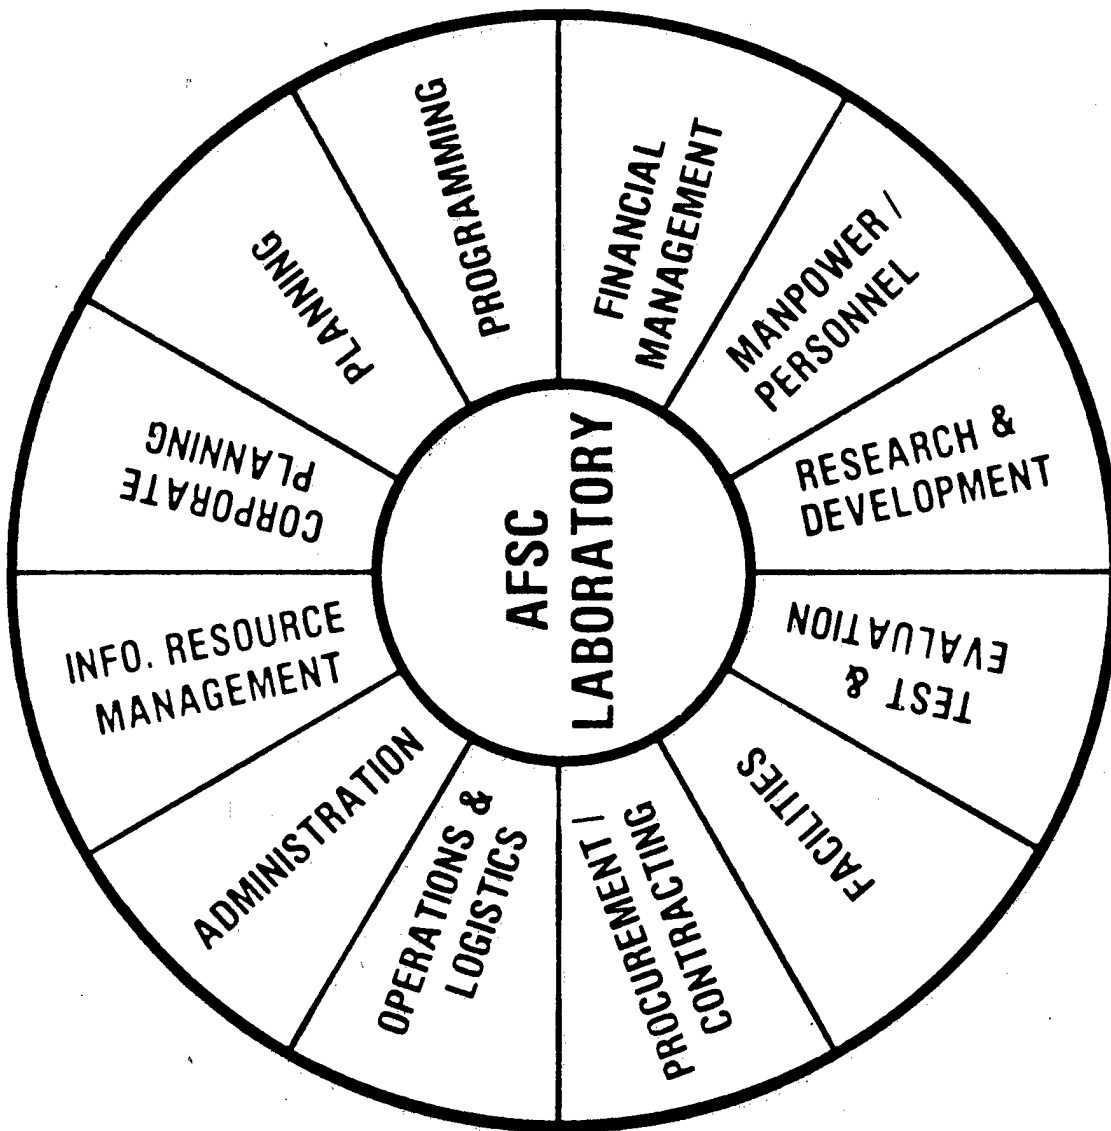 PROGRAMMING
FINANCIAL
MANAGEMENT
MANPOWER /
PERSONNEL
RESEARCH &
DEVELOPMENT
TEST &
EVALUATION
FACILITIES
PROCUREMENT /
CONTRACTING
OPERATIONS &
LOGISTICS
ADMINISTRATION
INFO. RESOURCE
MANAGEMENT
CORPORATE
PLANNING
PLANNING
AFSC
LABORATORY